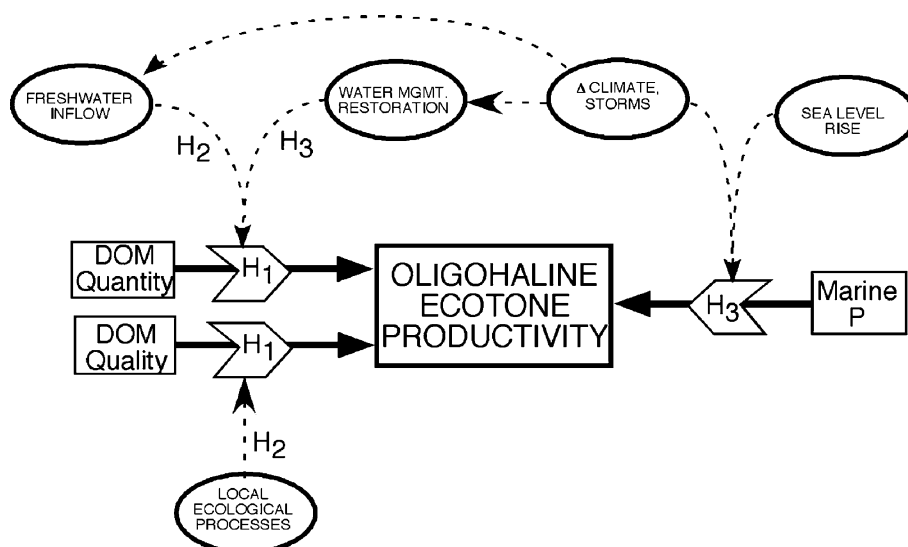 FRESHWATER
INFLOW
WATER MGMT.
RESTORATION
Δ CLIMATE,
STORMS
SEA LEVEL
RISE
H2
H3
DOM
Quantity
H1
OLIGOHALINE
ECOTONE
PRODUCTIVITY
H3
Marine
P
DOM
Quality
H1
H2
LOCAL
ECOLOGICAL
PROCESSES